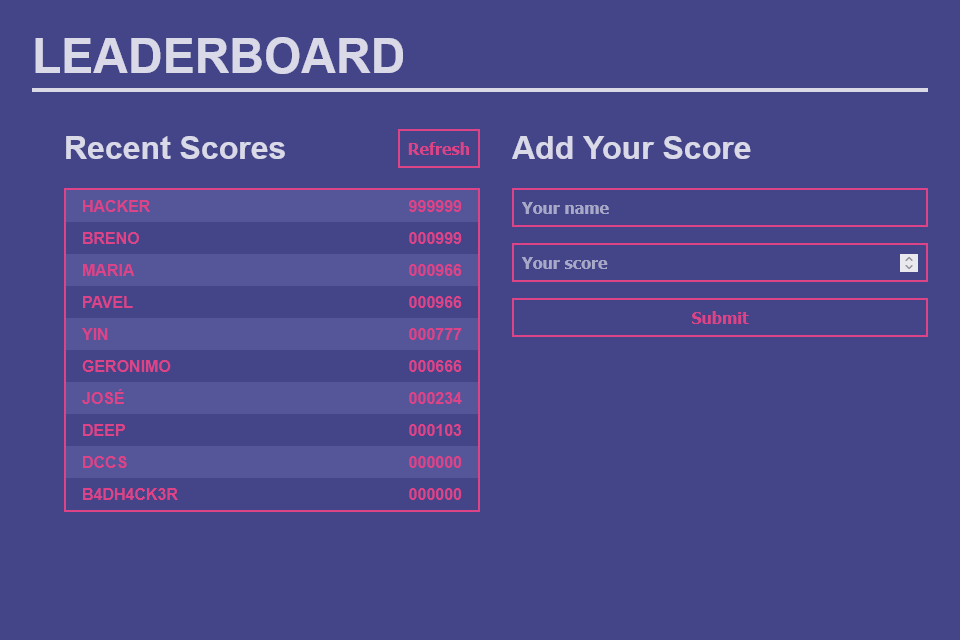 LEADERBOARD
Recent Scores
Refresh
HACKER 999999
BRENO 000999
MARIA 000966
PAVEL 000966
YIN 000777
GERONIMO 000666
JOSÉ 000234
DEEP 000103
DCCS 000000
B4DH4CK3R 000000
Add Your Score
Your name
Your score
Submit